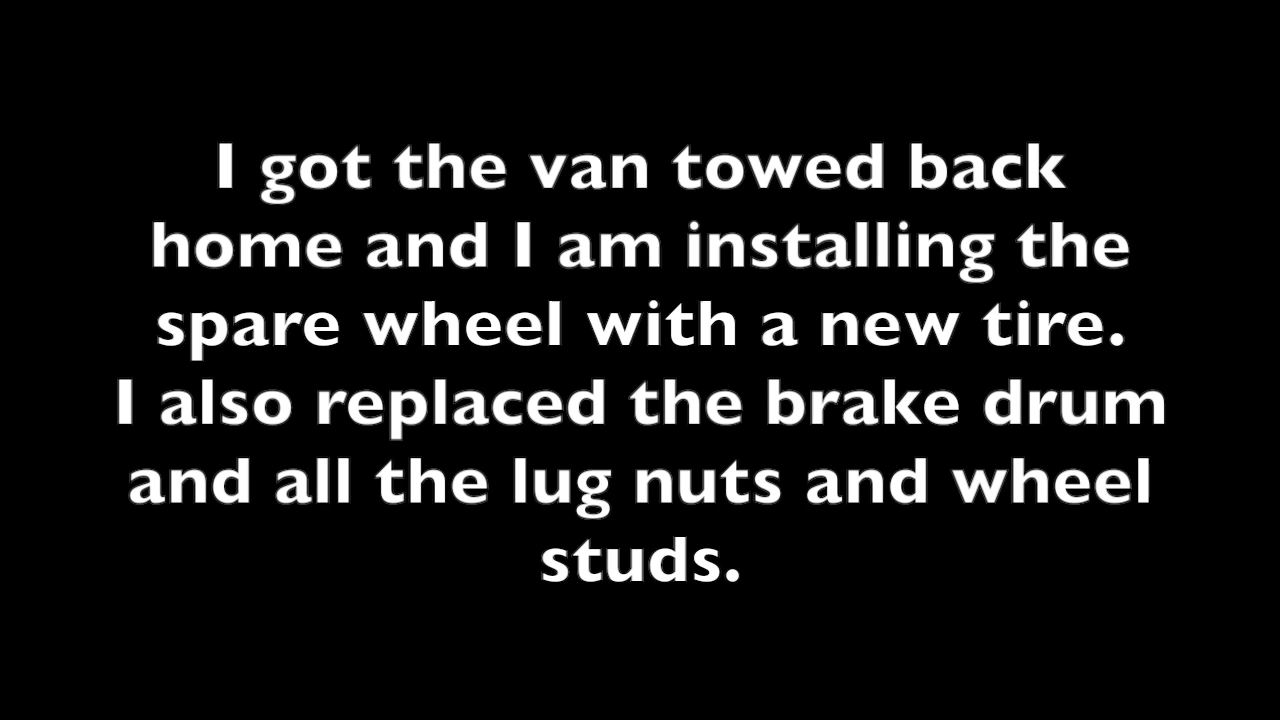 I got the van towed back
home and I am installing the
spare wheel with a new tire.
I also replaced the brake drum
and all the lug nuts and wheel
studs.